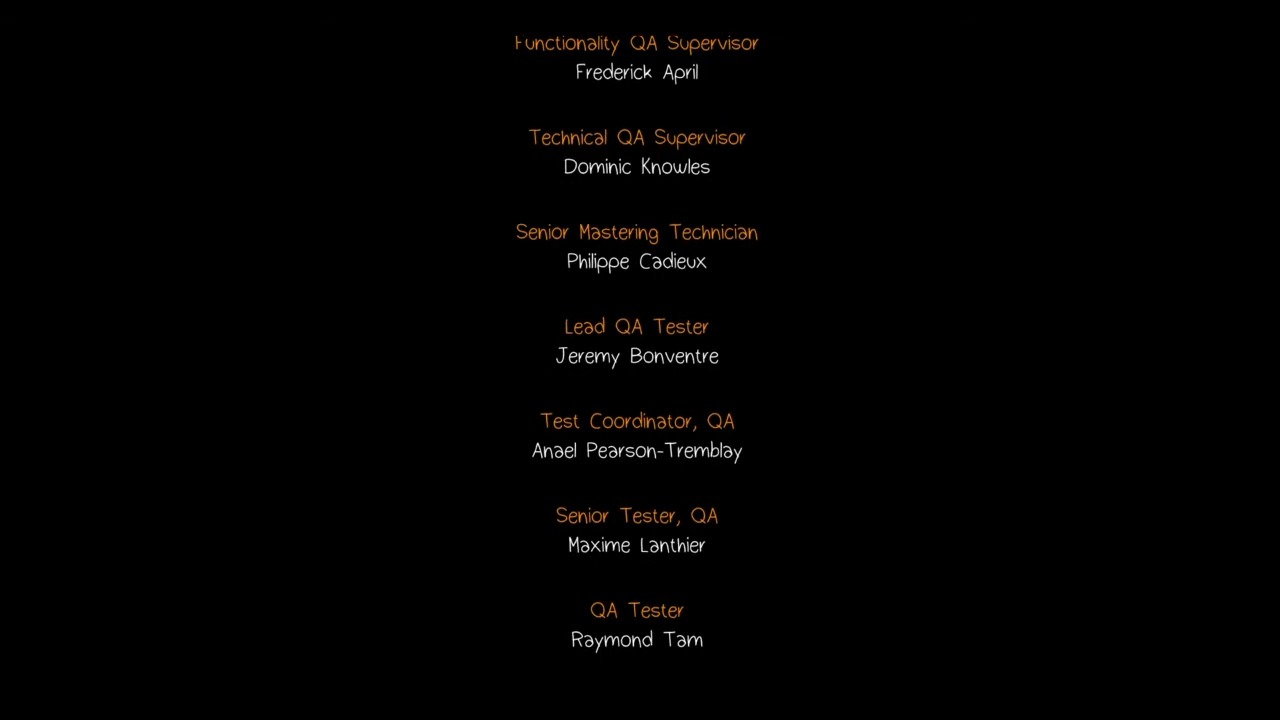 Functionality QA Supervisor
Frederick April
Technical QA Supervisor
Dominic Knowles
Senior Mastering Technician
Philippe Cadieux
Lead QA Tester
Jeremy Bonventre
Test Coordinator, QA
Anael Pearson-Tremblay
Senior Tester, QA
Maxime Lanthier
QA Tester
Raymond Tam